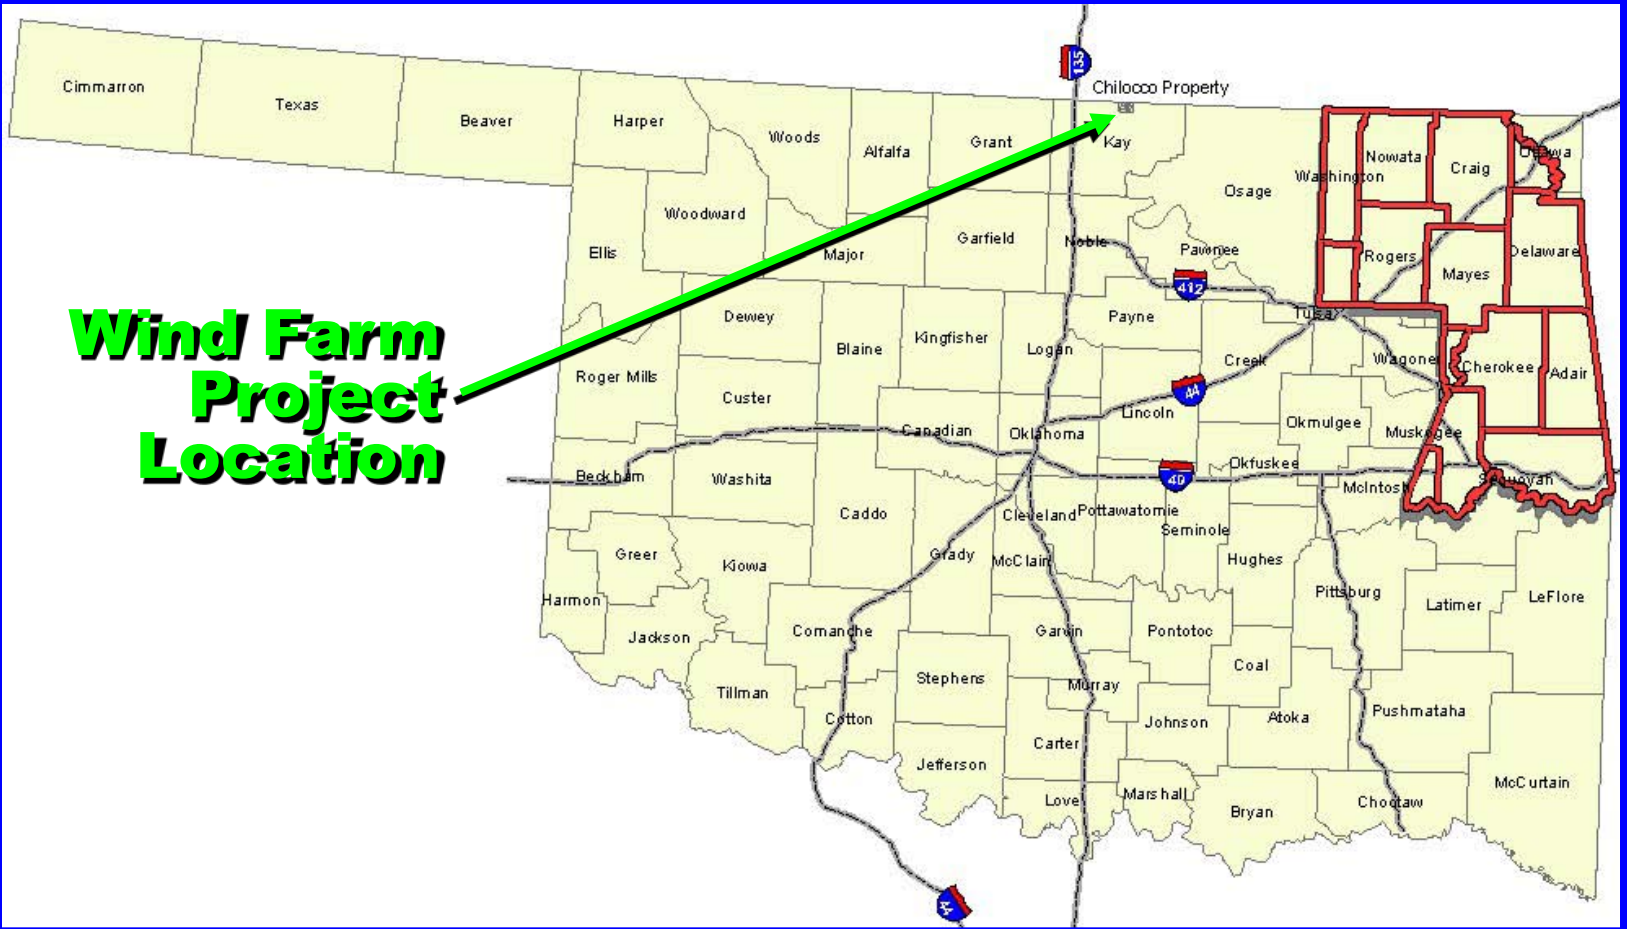 135
Chilocco Property
Cimmarron
Texas
Beaver
Harper
Woods
Alfalfa
Grant
Kay
Nowata
Craig
Ottawa
Washington
Osage
Woodward
Ellis
Major
Garfield
Noble
Pawnee
Rogers
Mayes
Delaware
412
Wind Farm
Project
Location
Dewey
Blaine
Kingfisher
Logan
Payne
Tulsa
Creek
Wagoner
Cherokee
Adair
Roger Mills
Custer
Canadian
Oklahoma
Lincoln
44
Okmulgee
Muskogee
Beckham
Washita
Caddo
40
Okfuskee
McIntosh
Sequoyah
Cleveland
Pottawatomie
Seminole
Greer
Kiowa
Grady
McClain
Hughes
Pittsburg
Latimer
LeFlore
Harmon
Jackson
Comanche
Garvin
Pontotoc
Coal
Tillman
Cotton
Stephens
Murray
Johnson
Atoka
Pushmataha
Carter
Jefferson
Love
Marshall
Bryan
Choctaw
McCurtain
44